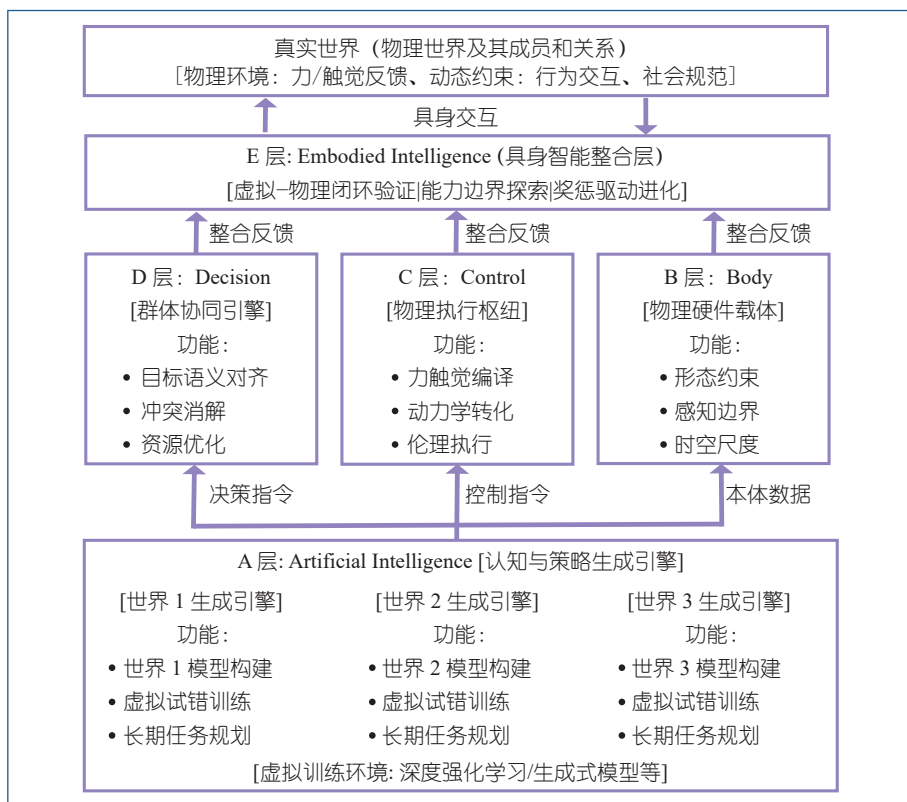 真实世界（物理世界及其成员和关系）
[物理环境：力/触觉反馈、动态约束：行为交互、社会规范]
具身交互
E 层: Embodied Intelligence (具身智能整合层)
[虚拟-物理闭环验证|能力边界探索|奖惩驱动进化]
整合反馈
整合反馈
整合反馈
D 层：Decision
[群体协同引擎]
功能：
• 目标语义对齐
• 冲突消解
• 资源优化
C 层：Control
[物理执行枢纽]
功能：
• 力触觉编译
• 动力学转化
• 伦理执行
B 层：Body
[物理硬件载体]
功能：
• 形态约束
• 感知边界
• 时空尺度
决策指令
控制指令
本体数据
A 层: Artificial Intelligence [认知与策略生成引擎]
[世界 1 生成引擎]
功能：
• 世界 1 模型构建
• 虚拟试错训练
• 长期任务规划
[世界 2 生成引擎]
功能：
• 世界 2 模型构建
• 虚拟试错训练
• 长期任务规划
[世界 3 生成引擎]
功能：
• 世界 3 模型构建
• 虚拟试错训练
• 长期任务规划
[虚拟训练环境: 深度强化学习/生成式模型等]